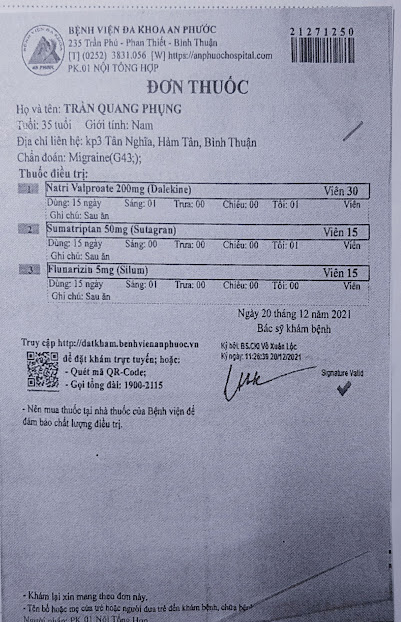 BỆNH VIỆN ĐA KHOA AN PHƯỚC
235 Trần Phú - Phan Thiết - Bình Thuận
[T] (0252) 3831.056 [W] https://anphuochospital.com
PK.01 NỘI TỔNG HỢP
21271250
AN PHƯỚC
ĐƠN THUỐC
Họ và tên: TRẦN QUANG PHỤNG
Tuổi: 35 tuổi Giới tính: Nam
Địa chỉ liên hệ: kp3 Tân Nghĩa, Hàm Tân, Bình Thuận
Chẩn đoán: Migraine(G43;);
Thuốc điều trị:
1 Natri Valproate 200mg (Dalekine) Viên 30
Dùng: 15 ngày Sáng: 01 Trưa: 00 Chiều: 00 Tối: 01 Viên
Ghi chú: Sau ăn
2 Sumatriptan 50mg (Sutagran) Viên 15
Dùng: 15 ngày Sáng: 00 Trưa: 00 Chiều: 00 Tối: 01 Viên
Ghi chú: Sau ăn
3 Flunarizin 5mg (Silum) Viên 15
Dùng: 15 ngày Sáng: 01 Trưa: 00 Chiều: 00 Tối: 00 Viên
Ghi chú: Sau ăn
Ngày 20 tháng 12 năm 2021
Bác sỹ khám bệnh
Truy cập http://datkham.benhvienanphuoc.vn
để đặt khám trực tuyến; hoặc:
- Quét mã QR-Code;
- Gọi tổng đài: 1900-2115
Ký bởi: BS.CKI Võ Xuân Lộc
Ký ngày: 11:26:39 20/12/2021
Signature Valid
- Nên mua thuốc tại nhà thuốc của Bệnh viện để
đảm bảo chất lượng điều trị.
- Khám lại xin mang theo đơn này.
- Tên bố hoặc mẹ của trẻ hoặc người đưa trẻ đến khám bệnh, chữa bệnh
PK.01 Nội Tổng Hợp